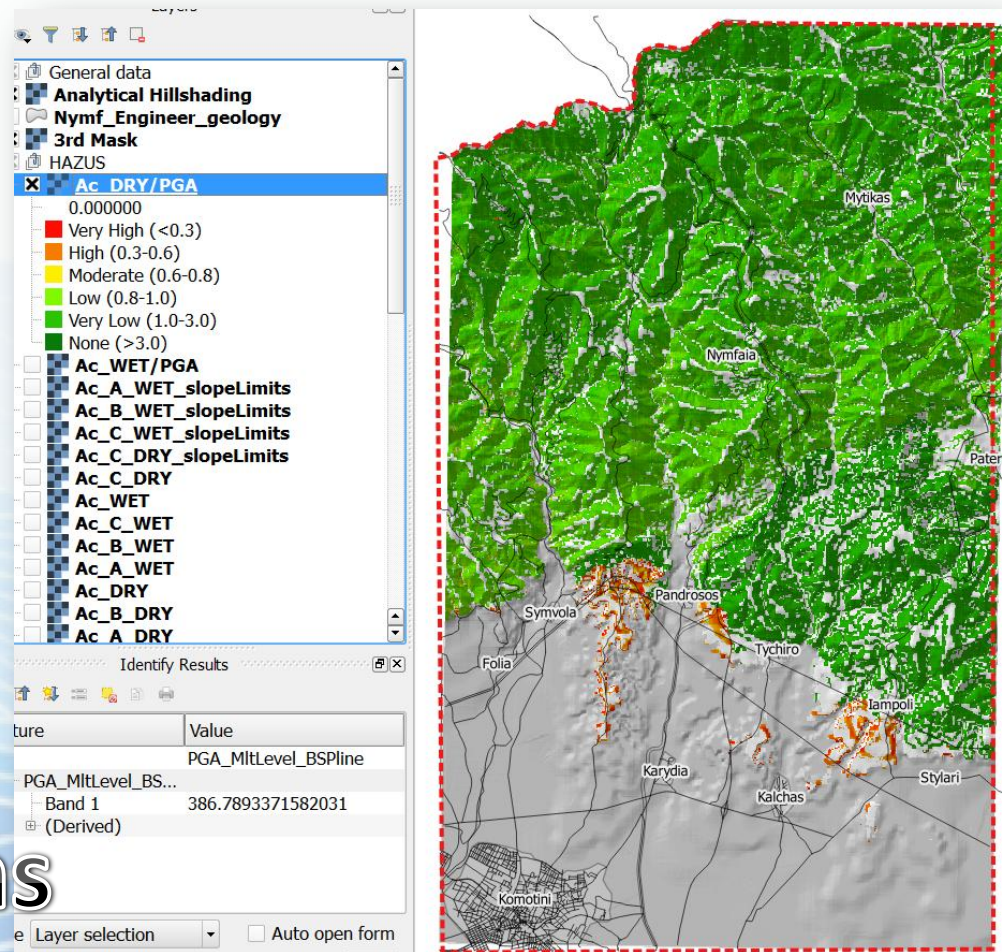 Layers
General data
Analytical Hillshading
Nymf_Engineer_geology
3rd Mask
HAZUS
Ac_DRY/PGA
0.000000
Very High (<0.3)
High (0.3-0.6)
Moderate (0.6-0.8)
Low (0.8-1.0)
Very Low (1.0-3.0)
None (>3.0)
Ac_WET/PGA
Ac_A_WET_slopeLimits
Ac_B_WET_slopeLimits
Ac_C_WET_slopeLimits
Ac_C_DRY_slopeLimits
Ac_C_DRY
Ac_WET
Ac_C_WET
Ac_B_WET
Ac_A_WET
Ac_DRY
Ac_B_DRY
Ac_A_DRY
Identify Results
ture Value
PGA_MltLevel_BSPline
PGA_MltLevel_BS...
Band 1 386.7893371582031
(Derived)
ns
e Layer selection Auto open form
Mytikas
Nymfaia
Pater
Symvola
Pandrosos
Folia
Tychiro
Iampoli
Karydia
Stylari
Kalchas
Komotini